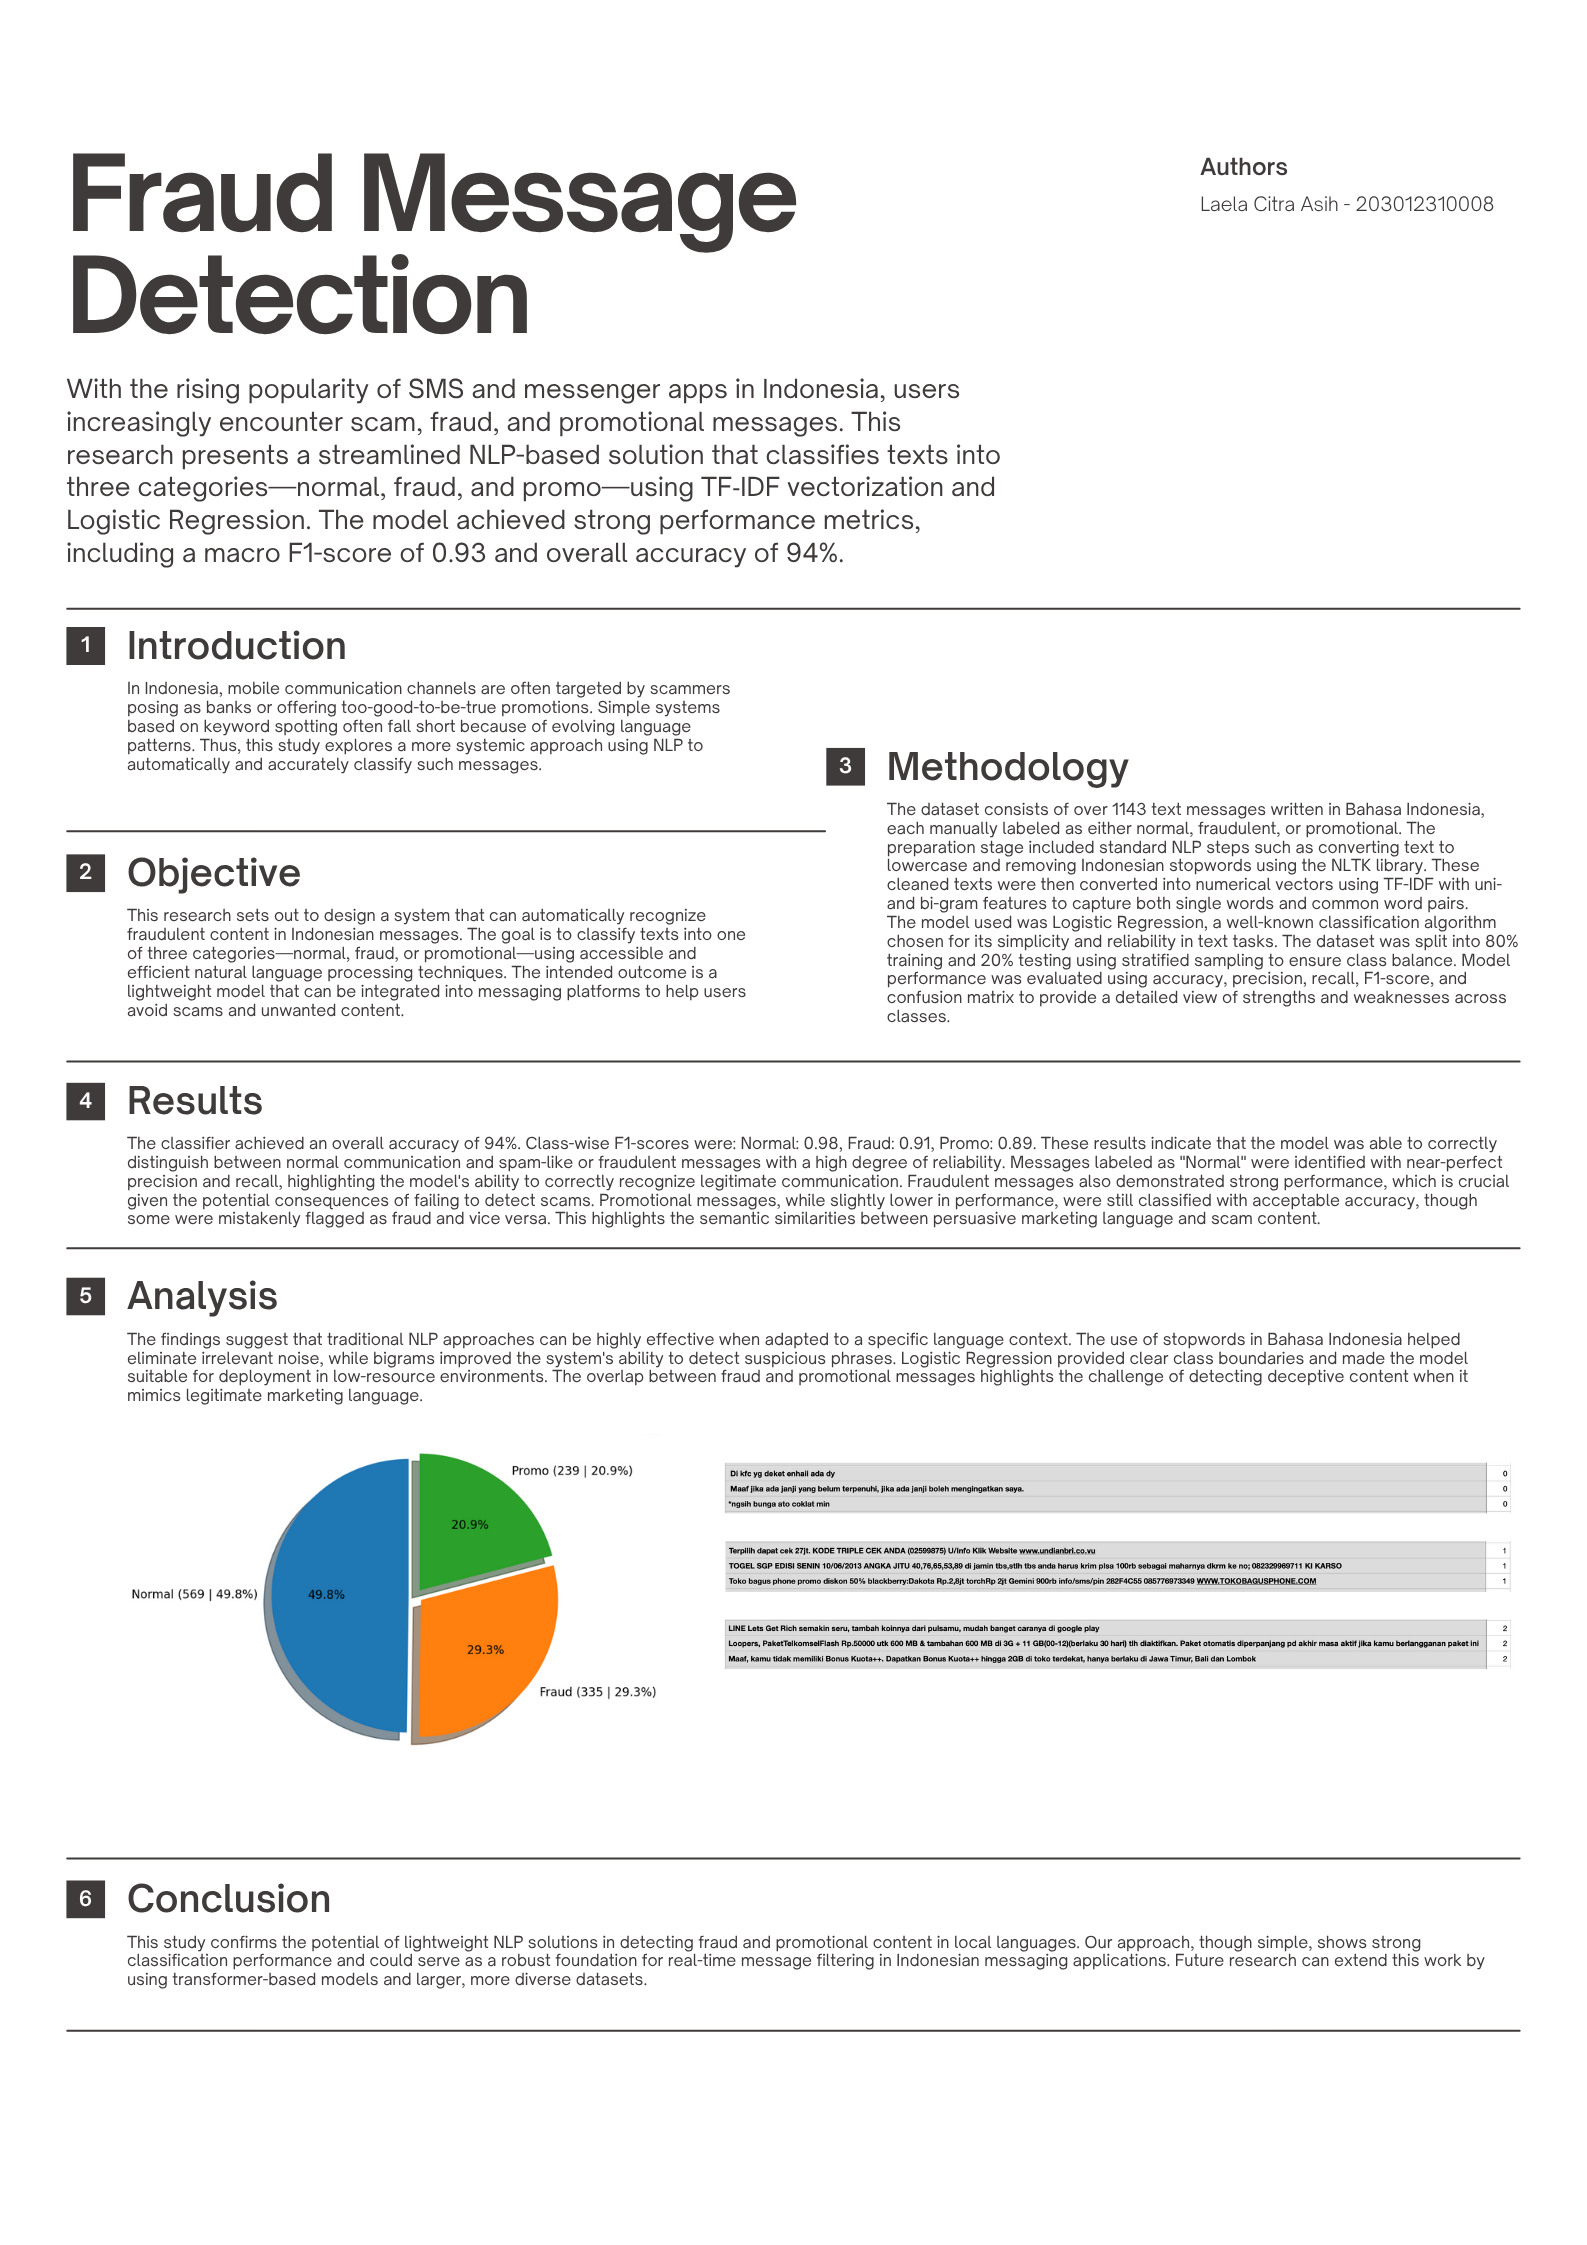 Fraud Message
Detection
Authors
Laela Citra Asih - 203012310008
With the rising popularity of SMS and messenger apps in Indonesia, users
increasingly encounter scam, fraud, and promotional messages. This
research presents a streamlined NLP-based solution that classifies texts into
three categories—normal, fraud, and promo—using TF-IDF vectorization and
Logistic Regression. The model achieved strong performance metrics,
including a macro F1-score of 0.93 and overall accuracy of 94%.
1 Introduction
In Indonesia, mobile communication channels are often targeted by scammers
posing as banks or offering too-good-to-be-true promotions. Simple systems
based on keyword spotting often fall short because of evolving language
patterns. Thus, this study explores a more systemic approach using NLP to
automatically and accurately classify such messages.
2 Objective
This research sets out to design a system that can automatically recognize
fraudulent content in Indonesian messages. The goal is to classify texts into one
of three categories—normal, fraud, or promotional—using accessible and
efficient natural language processing techniques. The intended outcome is a
lightweight model that can be integrated into messaging platforms to help users
avoid scams and unwanted content.
3 Methodology
The dataset consists of over 1143 text messages written in Bahasa Indonesia,
each manually labeled as either normal, fraudulent, or promotional. The
preparation stage included standard NLP steps such as converting text to
lowercase and removing Indonesian stopwords using the NLTK library. These
cleaned texts were then converted into numerical vectors using TF-IDF with uni-
and bi-gram features to capture both single words and common word pairs.
The model used was Logistic Regression, a well-known classification algorithm
chosen for its simplicity and reliability in text tasks. The dataset was split into 80%
training and 20% testing using stratified sampling to ensure class balance. Model
performance was evaluated using accuracy, precision, recall, F1-score, and
confusion matrix to provide a detailed view of strengths and weaknesses across
classes.
4 Results
The classifier achieved an overall accuracy of 94%. Class-wise F1-scores were: Normal: 0.98, Fraud: 0.91, Promo: 0.89. These results indicate that the model was able to correctly
distinguish between normal communication and spam-like or fraudulent messages with a high degree of reliability. Messages labeled as "Normal" were identified with near-perfect
precision and recall, highlighting the model's ability to correctly recognize legitimate communication. Fraudulent messages also demonstrated strong performance, which is crucial
given the potential consequences of failing to detect scams. Promotional messages, while slightly lower in performance, were still classified with acceptable accuracy, though
some were mistakenly flagged as fraud and vice versa. This highlights the semantic similarities between persuasive marketing language and scam content.
5 Analysis
The findings suggest that traditional NLP approaches can be highly effective when adapted to a specific language context. The use of stopwords in Bahasa Indonesia helped
eliminate irrelevant noise, while bigrams improved the system's ability to detect suspicious phrases. Logistic Regression provided clear class boundaries and made the model
suitable for deployment in low-resource environments. The overlap between fraud and promotional messages highlights the challenge of detecting deceptive content when it
mimics legitimate marketing language.
Promo (239 | 20.9%)
20.9%
Normal (569 | 49.8%)
49.8%
29.3%
Fraud (335 | 29.3%)
Di kfc yg deket enhaii ada dy 0
Maaf jika ada janji yang belum terpenuhi, jika ada janji boleh mengingatkan saya. 0
*ngsih bunga ato coklat min 0
Terpilih dapat cek 27jt. KODE TRIPLE CEK ANDA (02599875) U/Info Klik Website www.undianbri.co.vu 1
TOGEL SGP EDISI SENIN 10/06/2013 ANGKA JITU 40,76,65,53,89 di jamin tbs,stlh tbs anda harus krim plsa 100rb sebagai maharnya dkrm ke no; 082329969711 KI KARSO 1
Toko bagus phone promo diskon 50% blackberry:Dakota Rp.2,8jt torchRp 2jt Gemini 900rb info/sms/pin 282F4C55 085776973349 WWW.TOKOBAGUSPHONE.COM 1
LINE Lets Get Rich semakin seru, tambah koinnya dari pulsamu, mudah banget caranya di google play 2
Loopers, PaketTelkomselFlash Rp.50000 utk 600 MB & tambahan 600 MB di 3G + 11 GB(00-12)(berlaku 30 hari) tlh diaktifkan. Paket otomatis diperpanjang pd akhir masa aktif jika kamu berlangganan paket ini 2
Maaf, kamu tidak memiliki Bonus Kuota++. Dapatkan Bonus Kuota++ hingga 2GB di toko terdekat, hanya berlaku di Jawa Timur, Bali dan Lombok 2
6 Conclusion
This study confirms the potential of lightweight NLP solutions in detecting fraud and promotional content in local languages. Our approach, though simple, shows strong
classification performance and could serve as a robust foundation for real-time message filtering in Indonesian messaging applications. Future research can extend this work by
using transformer-based models and larger, more diverse datasets.